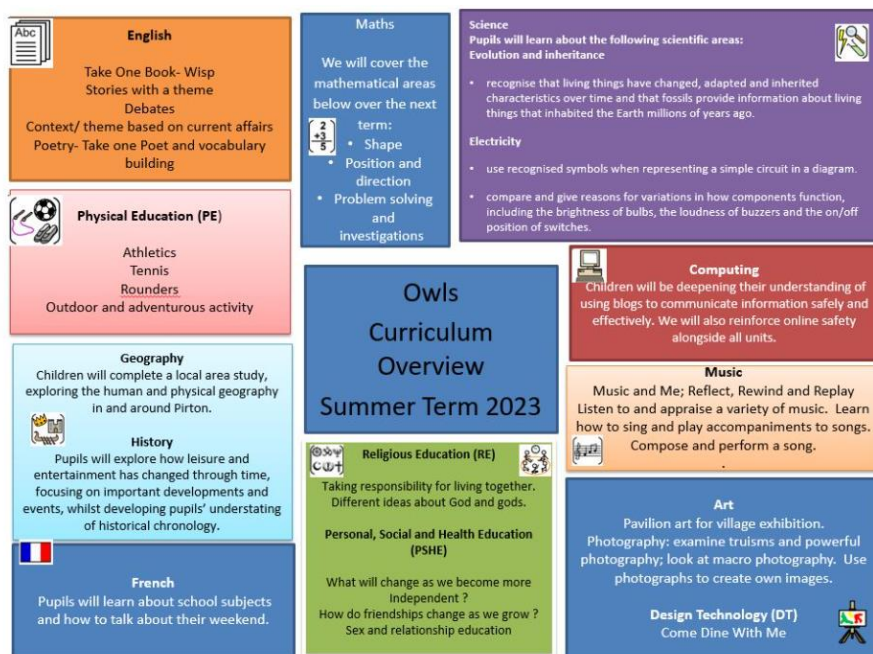 Abc
English
Take One Book- Wisp
Stories with a theme
Debates
Context/ theme based on current affairs
Poetry- Take one Poet and vocabulary
building
Maths
We will cover the
mathematical areas
below over the next
term:
• Shape
• Position and
direction
• Problem solving
and
investigations
2
+3
5
Science
Pupils will learn about the following scientific areas:
Evolution and inheritance
• recognise that living things have changed, adapted and inherited
characteristics over time and that fossils provide information about living
things that inhabited the Earth millions of years ago.
Electricity
• use recognised symbols when representing a simple circuit in a diagram.
• compare and give reasons for variations in how components function,
including the brightness of bulbs, the loudness of buzzers and the on/off
position of switches.
Physical Education (PE)
Athletics
Tennis
Rounders
Outdoor and adventurous activity
Owls
Curriculum
Overview
Summer Term 2023
Computing
Children will be deepening their understanding of
using blogs to communicate information safely and
effectively. We will also reinforce online safety
alongside all units.
Geography
Children will complete a local area study,
exploring the human and physical geography
in and around Pirton.
History
Pupils will explore how leisure and
entertainment has changed through time,
focusing on important developments and
events, whilst developing pupils' understating
of historical chronology.
Music
Music and Me; Reflect, Rewind and Replay
Listen to and appraise a variety of music. Learn
how to sing and play accompaniments to songs.
Compose and perform a song.
.
Religious Education (RE)
Taking responsibility for living together.
Different ideas about God and gods.
Personal, Social and Health Education
(PSHE)
What will change as we become more
Independent ?
How do friendships change as we grow ?
Sex and relationship education
French
Pupils will learn about school subjects
and how to talk about their weekend.
Art
Pavilion art for village exhibition.
Photography: examine truisms and powerful
photography; look at macro photography. Use
photographs to create own images.
Design Technology (DT)
Come Dine With Me